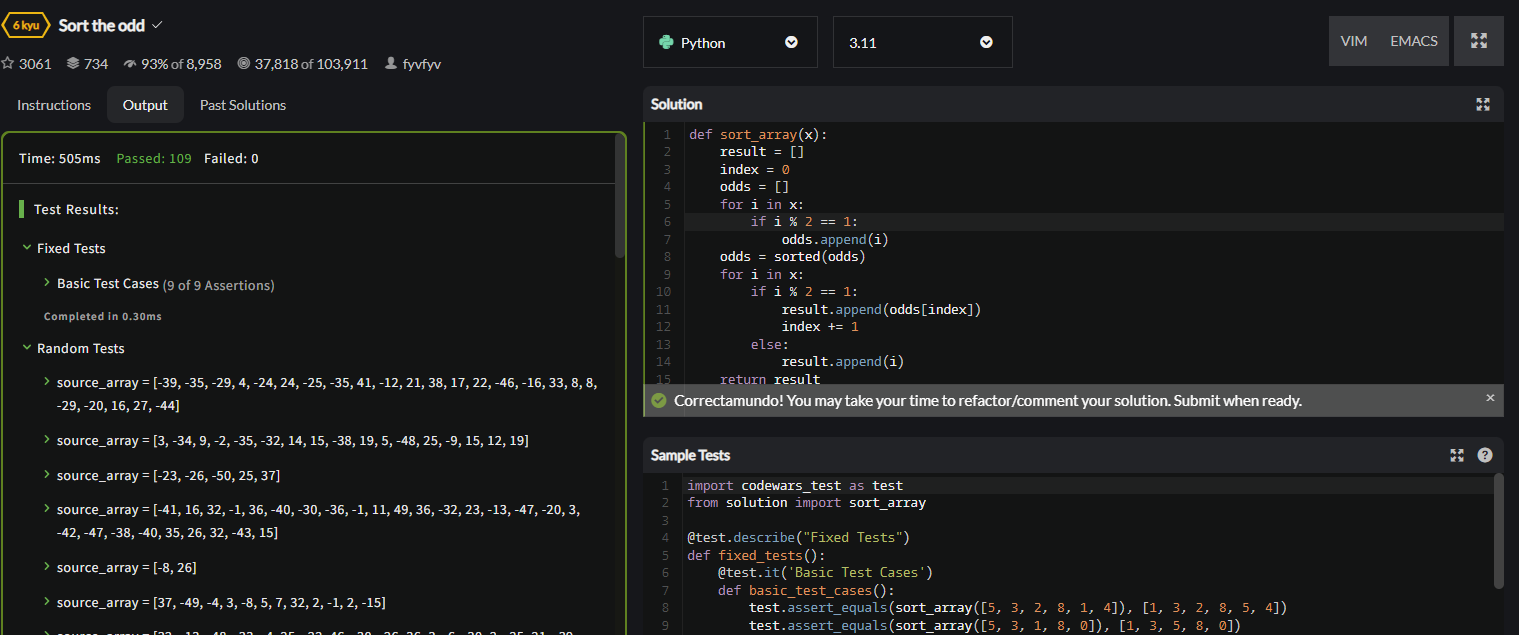 6 kyu Sort the odd
3061 734 93% of 8,958 37,818 of 103,911 fyvfyv
Instructions Output Past Solutions
Time: 505ms Passed: 109 Failed: 0
Test Results:
Fixed Tests
Basic Test Cases (9 of 9 Assertions)
Completed in 0.30ms
Random Tests
source_array = [-39, -35, -29, 4, -24, 24, -25, -35, 41, -12, 21, 38, 17, 22, -46, -16, 33, 8, 8,
-29, -20, 16, 27, -44]
source_array = [3, -34, 9, -2, -35, -32, 14, 15, -38, 19, 5, -48, 25, -9, 15, 12, 19]
source_array = [-23, -26, -50, 25, 37]
source_array = [-41, 16, 32, -1, 36, -40, -30, -36, -1, 11, 49, 36, -32, 23, -13, -47, -20, 3,
-42, -47, -38, -40, 35, 26, 32, -43, 15]
source_array = [-8, 26]
source_array = [37, -49, -4, 3, -8, 5, 7, 32, 2, -1, 2, -15]
Python 3.11 VIM EMACS
Solution
1 def sort_array(x):
2     result = []
3     index = 0
4     odds = []
5     for i in x:
6         if i % 2 == 1:
7             odds.append(i)
8     odds = sorted(odds)
9     for i in x:
10         if i % 2 == 1:
11             result.append(odds[index])
12             index += 1
13         else:
14             result.append(i)
15     return result
Correctamundo! You may take your time to refactor/comment your solution. Submit when ready. ×
Sample Tests ?
1 import codewars_test as test
2 from solution import sort_array
3
4 @test.describe("Fixed Tests")
5 def fixed_tests():
6     @test.it('Basic Test Cases')
7     def basic_test_cases():
8         test.assert_equals(sort_array([5, 3, 2, 8, 1, 4]), [1, 3, 2, 8, 5, 4])
9         test.assert_equals(sort_array([5, 3, 1, 8, 0]), [1, 3, 5, 8, 0])